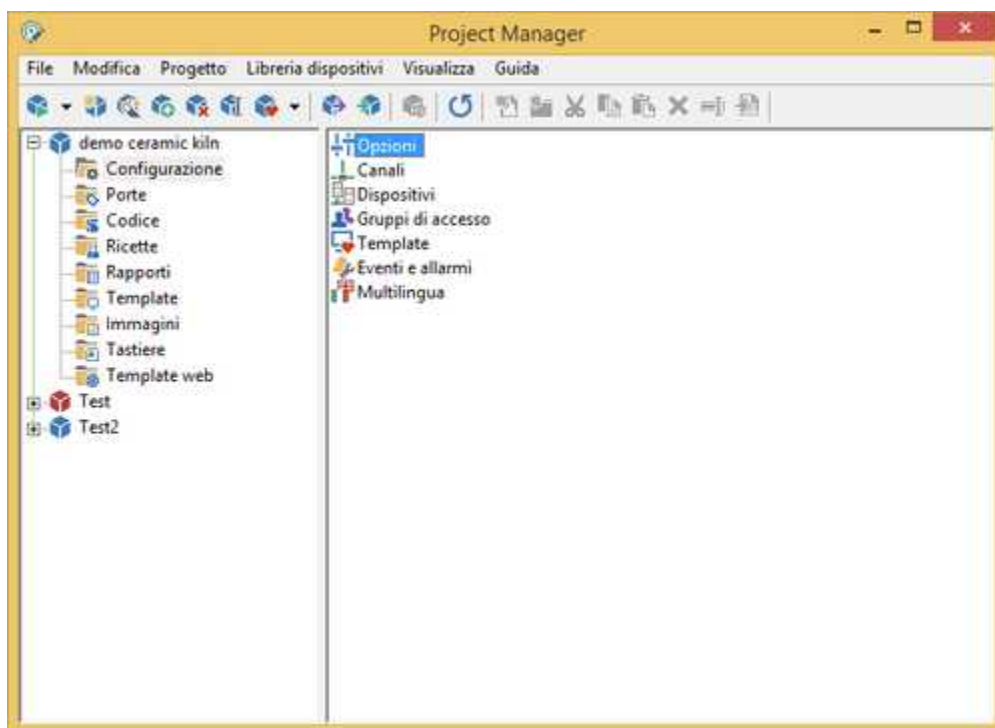 Project Manager
File Modifica Progetto Libreria dispositivi Visualizza Guida
demo ceramic kiln
Configurazione
Porte
Codice
Ricette
Rapporti
Template
Immagini
Tastiere
Template web
Test
Test2
Opzioni
Canali
Dispositivi
Gruppi di accesso
Template
Eventi e allarmi
Multilingua